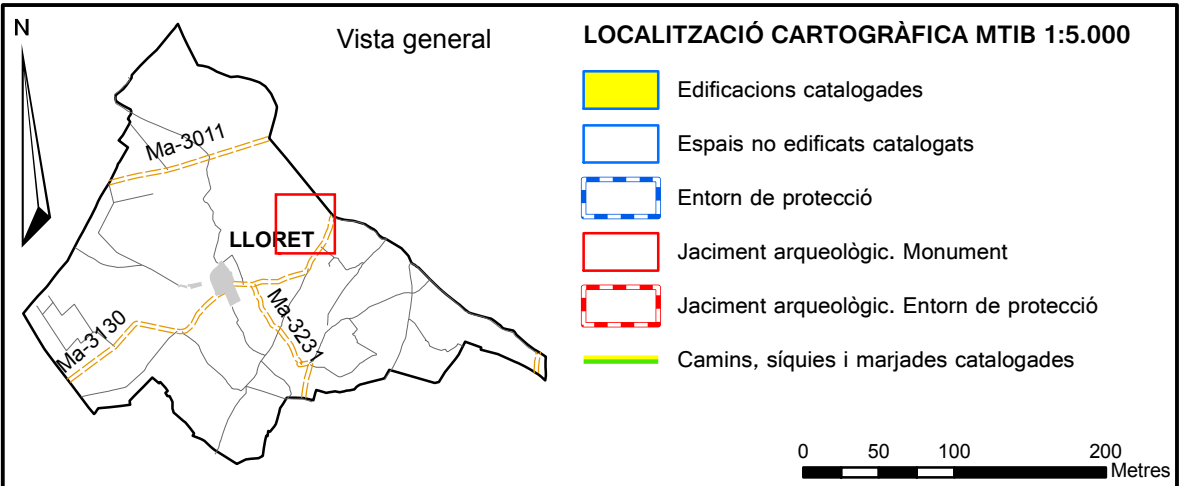 N
Vista general
Ma-3011
LLORET
Ma-3130
Ma-3231
LOCALITZACIÓ CARTOGRÀFICA MTIB 1:5.000
Edificacions catalogades
Espais no edificats catalogats
Entorn de protecció
Jaciment arqueològic. Monument
Jaciment arqueològic. Entorn de protecció
Camins, síquies i marjades catalogades
0 50 100 200
Metres